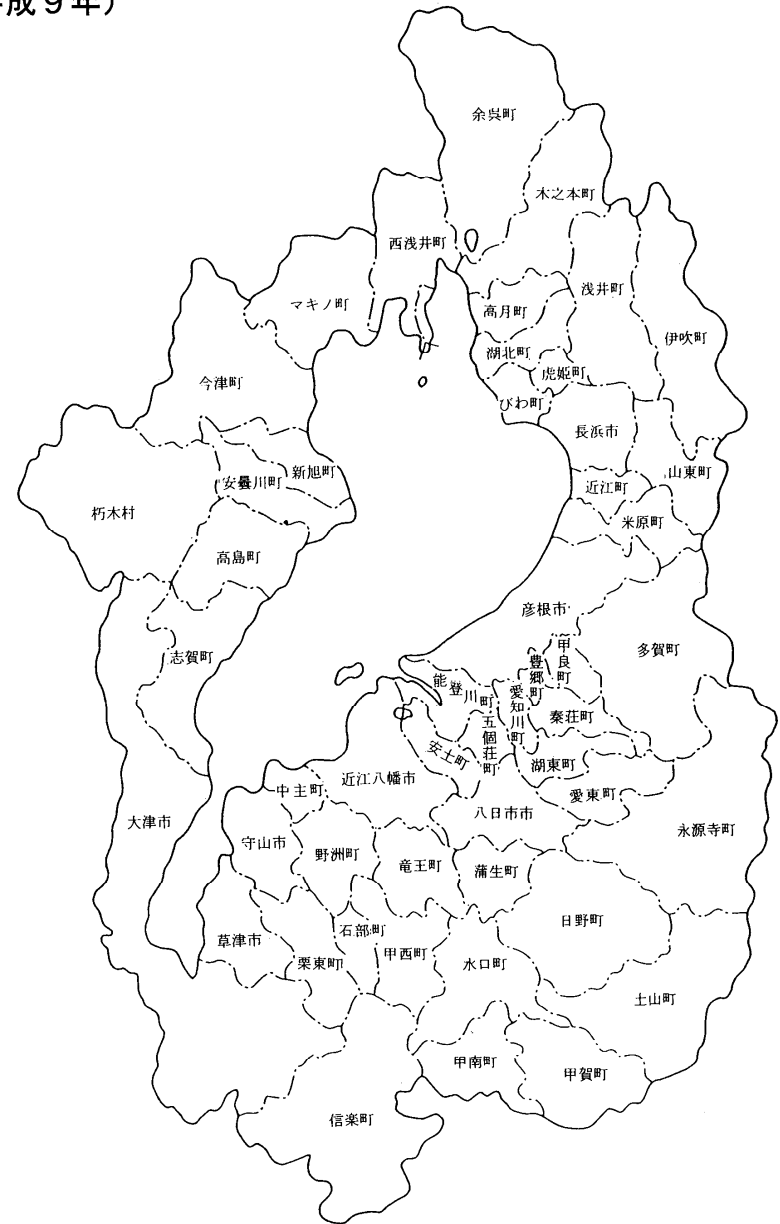 成9年）
余呉町
木之本町
西浅井町
浅井町
マキノ町
高月町
伊吹町
湖北町
虎姫町
今津町
びわ町
長浜市
新旭町
山東町
安曇川町
近江町
朽木村
米原町
高島町
彦根市
甲良町
多賀町
豊郷町
志賀町
能登川町
愛知川町
秦荘町
五個荘町
安土町
湖東町
近江八幡市
中主町
愛東町
八日市市
大津市
永源寺町
守山市
野洲町
竜王町
蒲生町
日野町
石部町
草津市
栗東町
甲西町
水口町
土山町
甲南町
甲賀町
信楽町